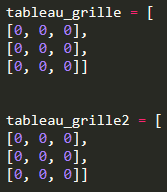 tableau_grille = [
[0, 0, 0],
[0, 0, 0],
[0, 0, 0]]
tableau_grille2 = [
[0, 0, 0],
[0, 0, 0],
[0, 0, 0]]